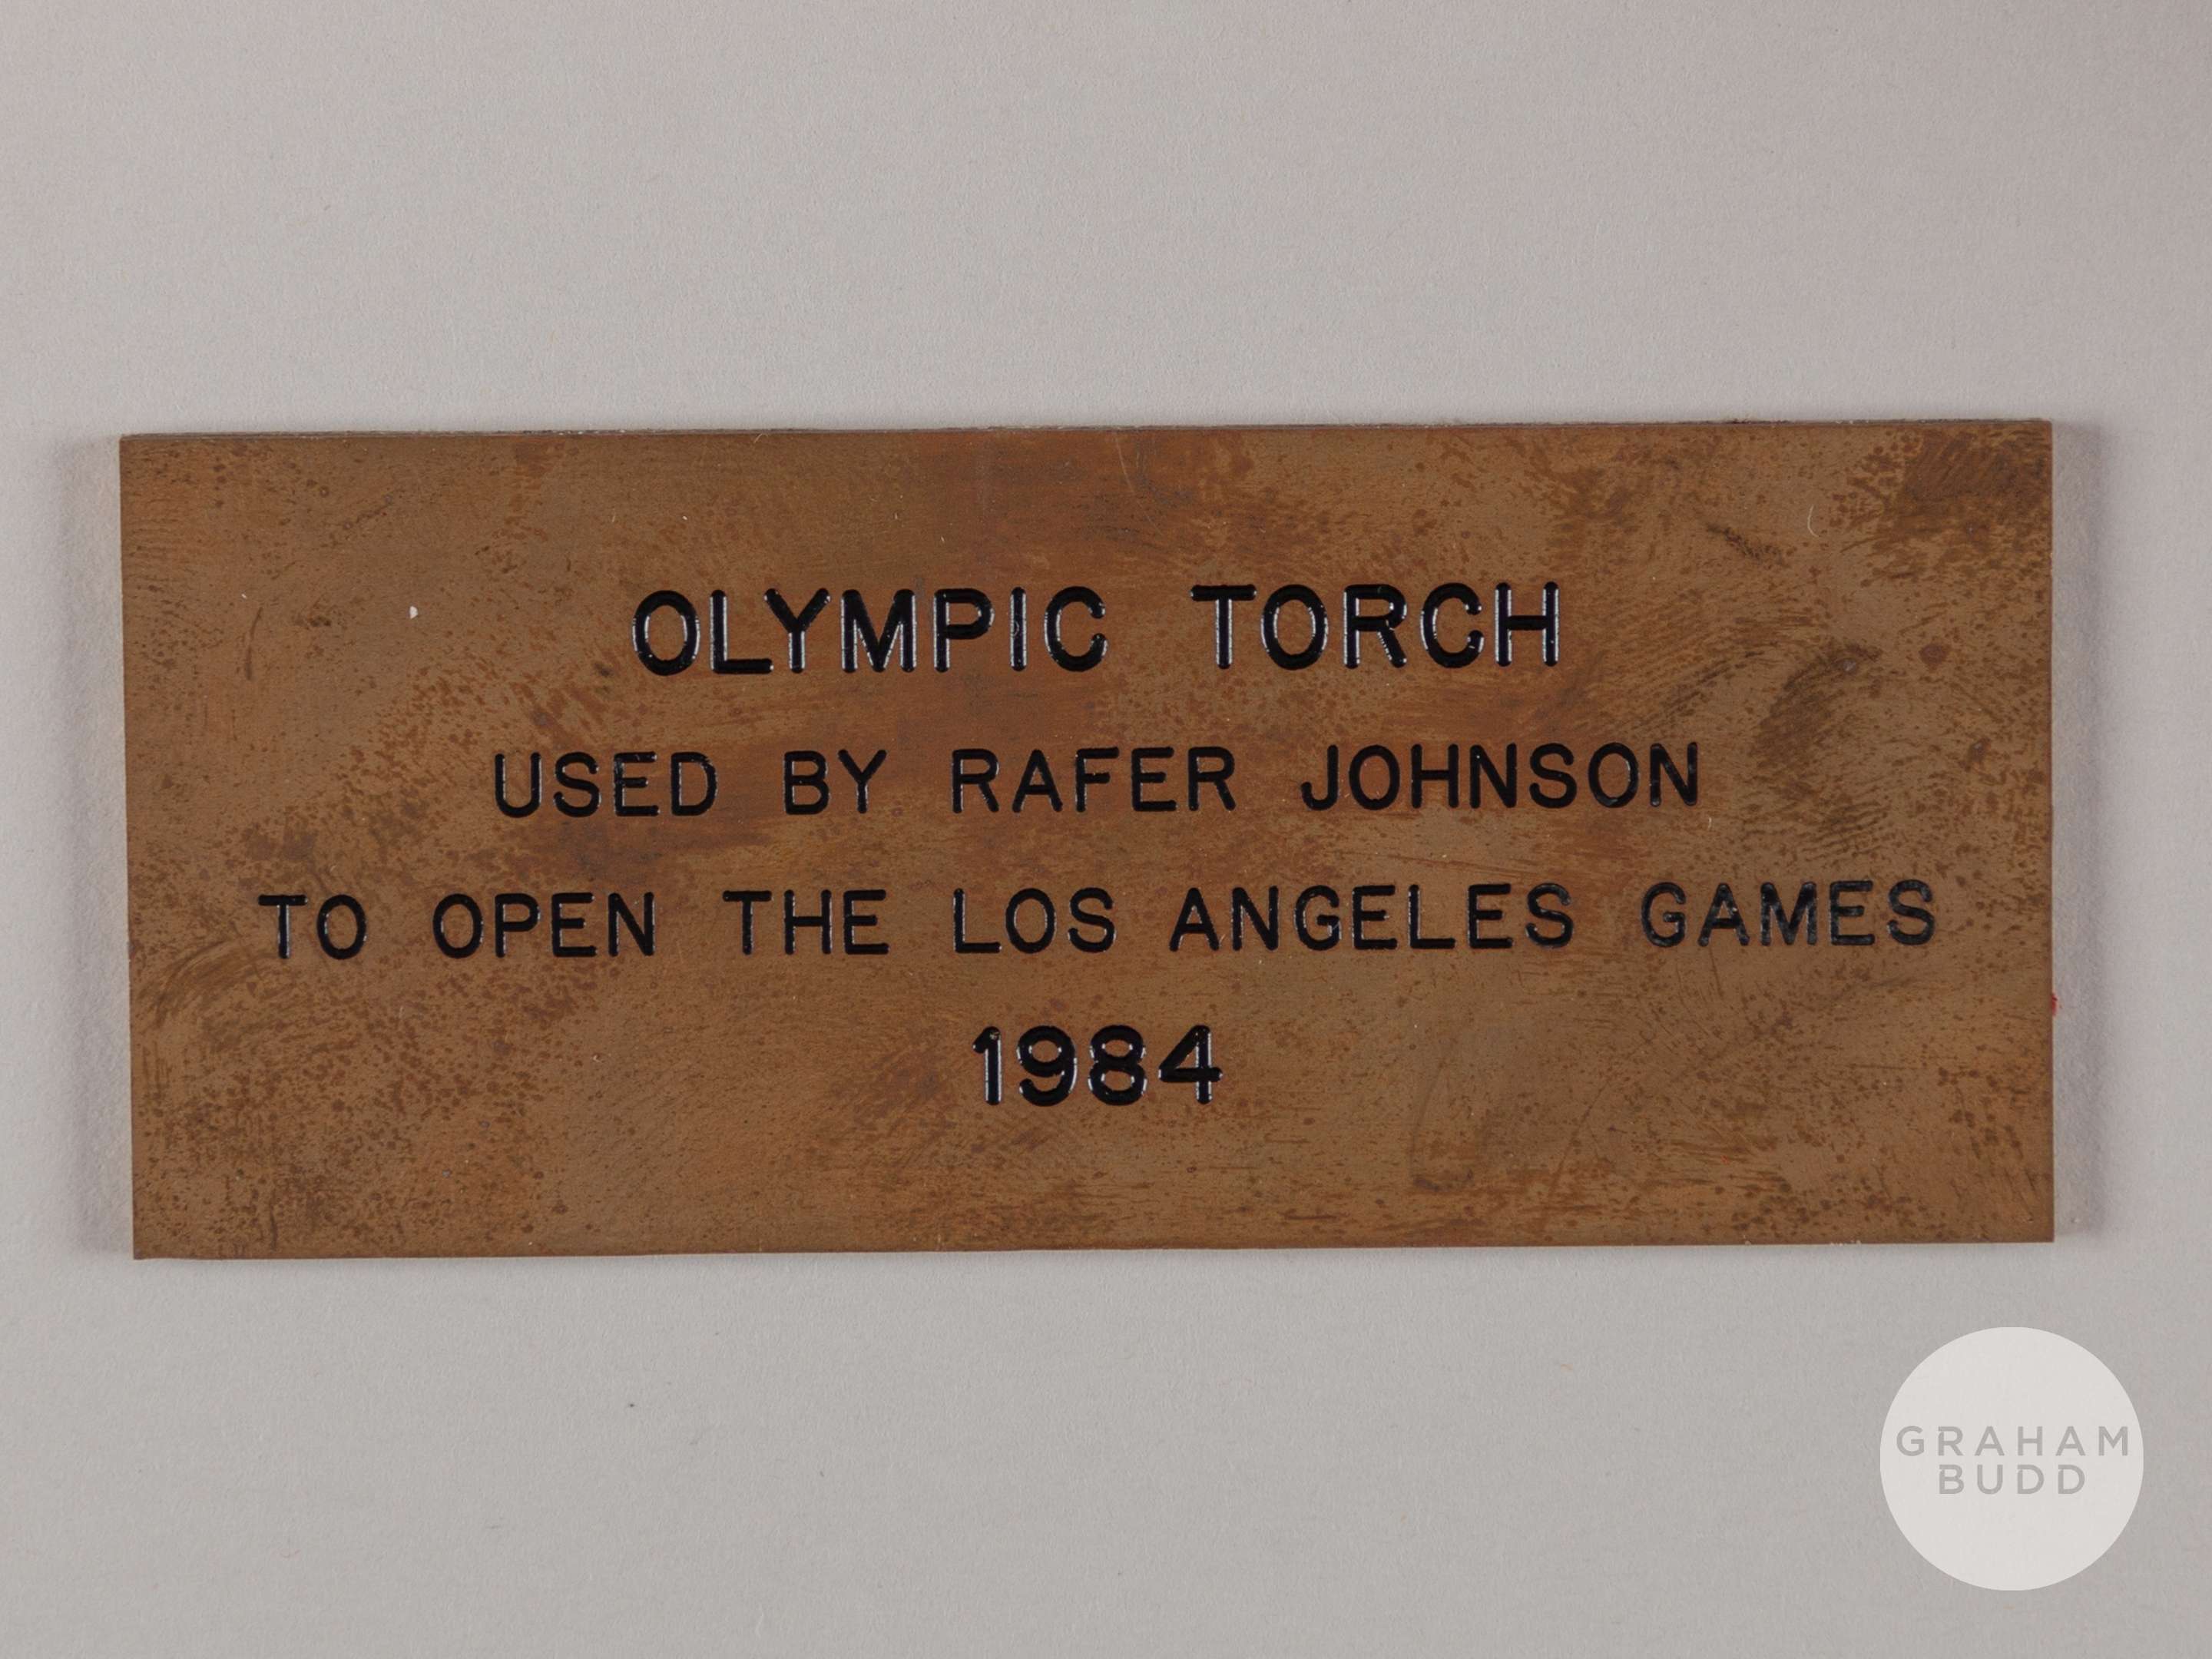 OLYMPIC TORCH
USED BY RAFER JOHNSON
TO OPEN THE LOS ANGELES GAMES
1984
GRAHAM
BUDD